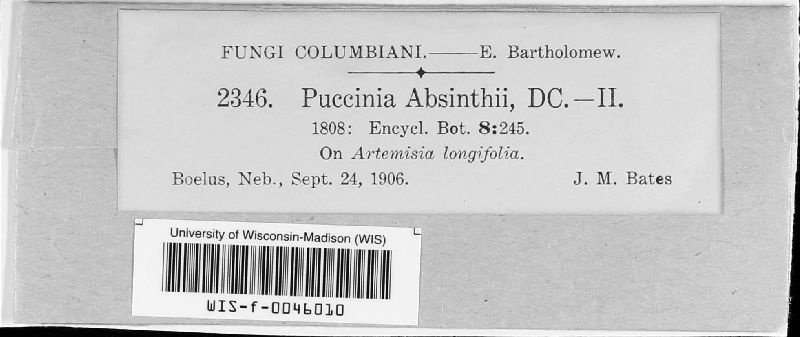 FUNGI COLUMBIANI.——E. Bartholomew.
2346. Puccinia Absinthii, DC.—II.
1808: Encycl. Bot. 8:245.
On Artemisia longifolia.
Boelus, Neb., Sept. 24, 1906. J. M. Bates
University of Wisconsin-Madison (WIS)
WIS-f-0046010